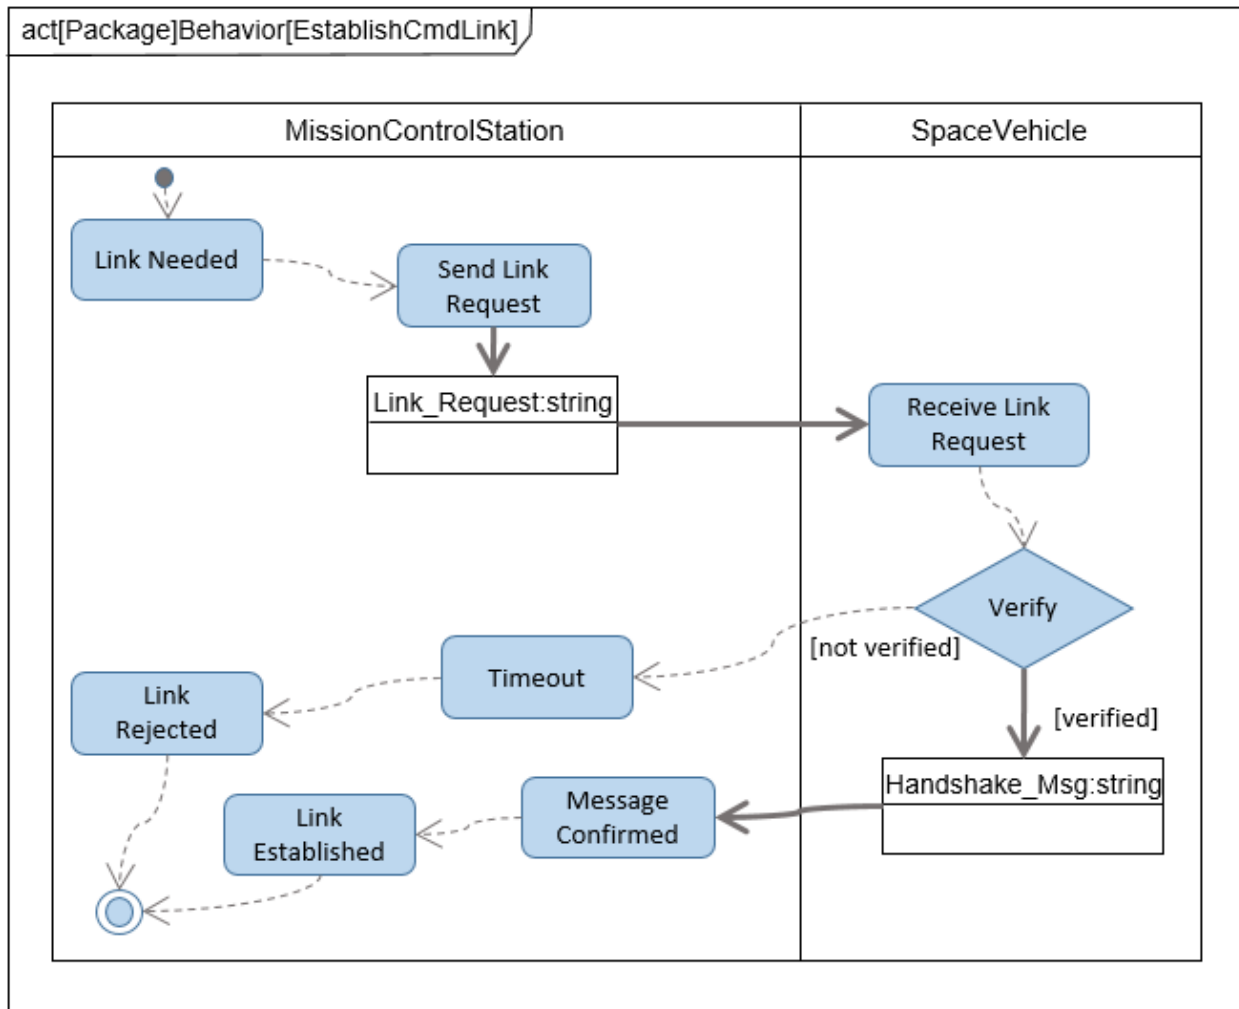 act[Package]Behavior[EstablishCmdLink]
MissionControlStation
SpaceVehicle
Link Needed
Send Link
Request
Link_Request:string
Receive Link
Request
Verify
[not verified]
[verified]
Timeout
Link
Rejected
Handshake_Msg:string
Message
Confirmed
Link
Established